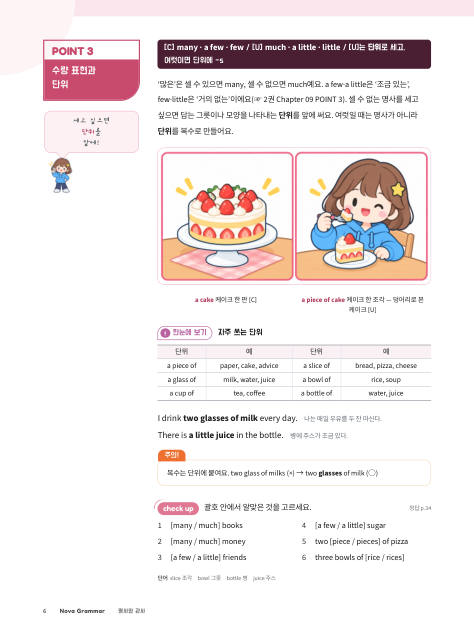 POINT 3
수량 표현과
단위
세고 싶으면
단위를
앞에!
[C] many · a few · few / [U] much · a little · little / [U]는 단위로 세고,
여럿이면 단위에 -s
'많은'은 셀 수 있으면 many, 셀 수 없으면 much예요. a few·a little은 '조금 있는',
few·little은 '거의 없는'이에요(☞ 2권 Chapter 09 POINT 3). 셀 수 없는 명사를 세고
싶으면 담는 그릇이나 모양을 나타내는 단위를 앞에 써요. 여럿일 때는 명사가 아니라
단위를 복수로 만들어요.
a cake 케이크 한 판 [C]
a piece of cake 케이크 한 조각 — 덩어리로 본
케이크 [U]
한눈에 보기 자주 쓰는 단위
단위 예 단위 예
a piece of paper, cake, advice a slice of bread, pizza, cheese
a glass of milk, water, juice a bowl of rice, soup
a cup of tea, coffee a bottle of water, juice
I drink two glasses of milk every day. 나는 매일 우유를 두 잔 마신다.
There is a little juice in the bottle. 병에 주스가 조금 있다.
주의!
복수는 단위에 붙여요. two glass of milks (×) → two glasses of milk (○)
check up 괄호 안에서 알맞은 것을 고르세요. 정답 p.34
1 [many / much] books
2 [many / much] money
3 [a few / a little] friends
4 [a few / a little] sugar
5 two [piece / pieces] of pizza
6 three bowls of [rice / rices]
단어 slice 조각 bowl 그릇 bottle 병 juice 주스
6 Nova Grammar